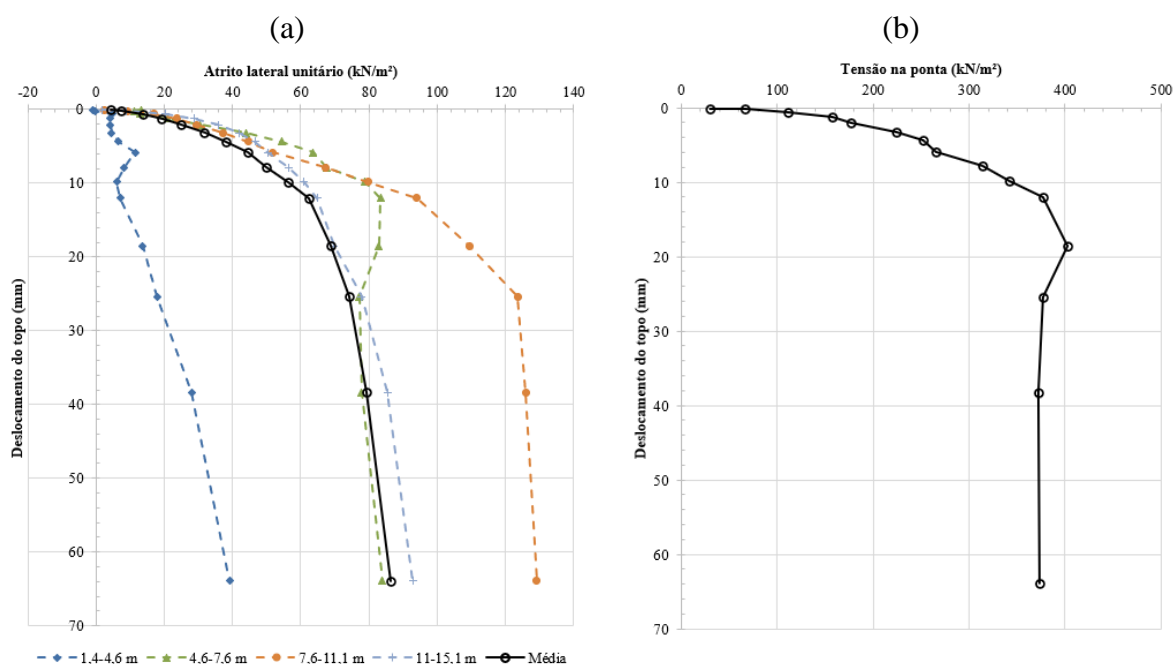 (a)
Atrito lateral unitário (kN/m²)
-20 0 20 40 60 80 100 120 140
0
10
20
30
40
50
60
70
Deslocamento do topo (mm)
1,4-4,6 m 4,6-7,6 m 7,6-11,1 m 11-15,1 m Média
(b)
Tensão na ponta (kN/m²)
0 100 200 300 400 500
0
10
20
30
40
50
60
70
Deslocamento do topo (mm)